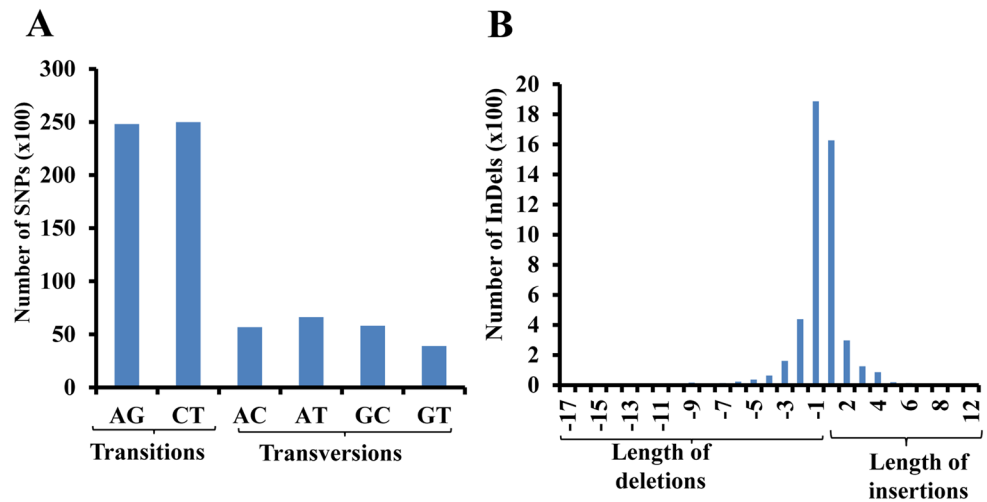 A
Number of SNPs (x100)
300
250
200
150
100
50
0
AG CT AC AT GC GT
Transitions Transversions
B
Number of InDels (x100)
20
18
16
14
12
10
8
6
4
2
0
-17 -15 -13 -11 -9 -7 -5 -3 -1 2 4 6 8 12
Length of
deletions
Length of
insertions